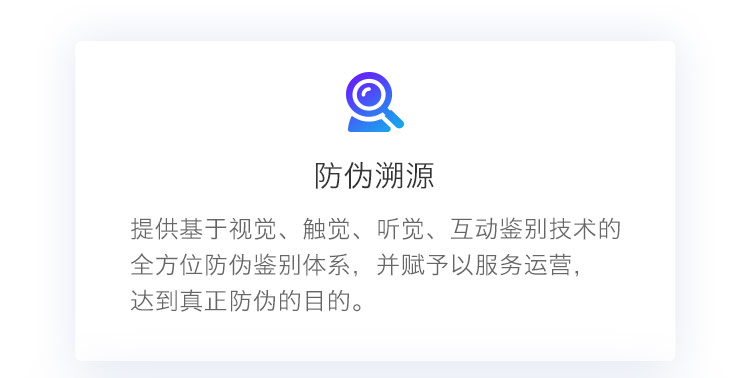 防伪溯源
提供基于视觉、触觉、听觉、互动鉴别技术的
全方位防伪鉴别体系，并赋予以服务运营，
达到真正防伪的目的。